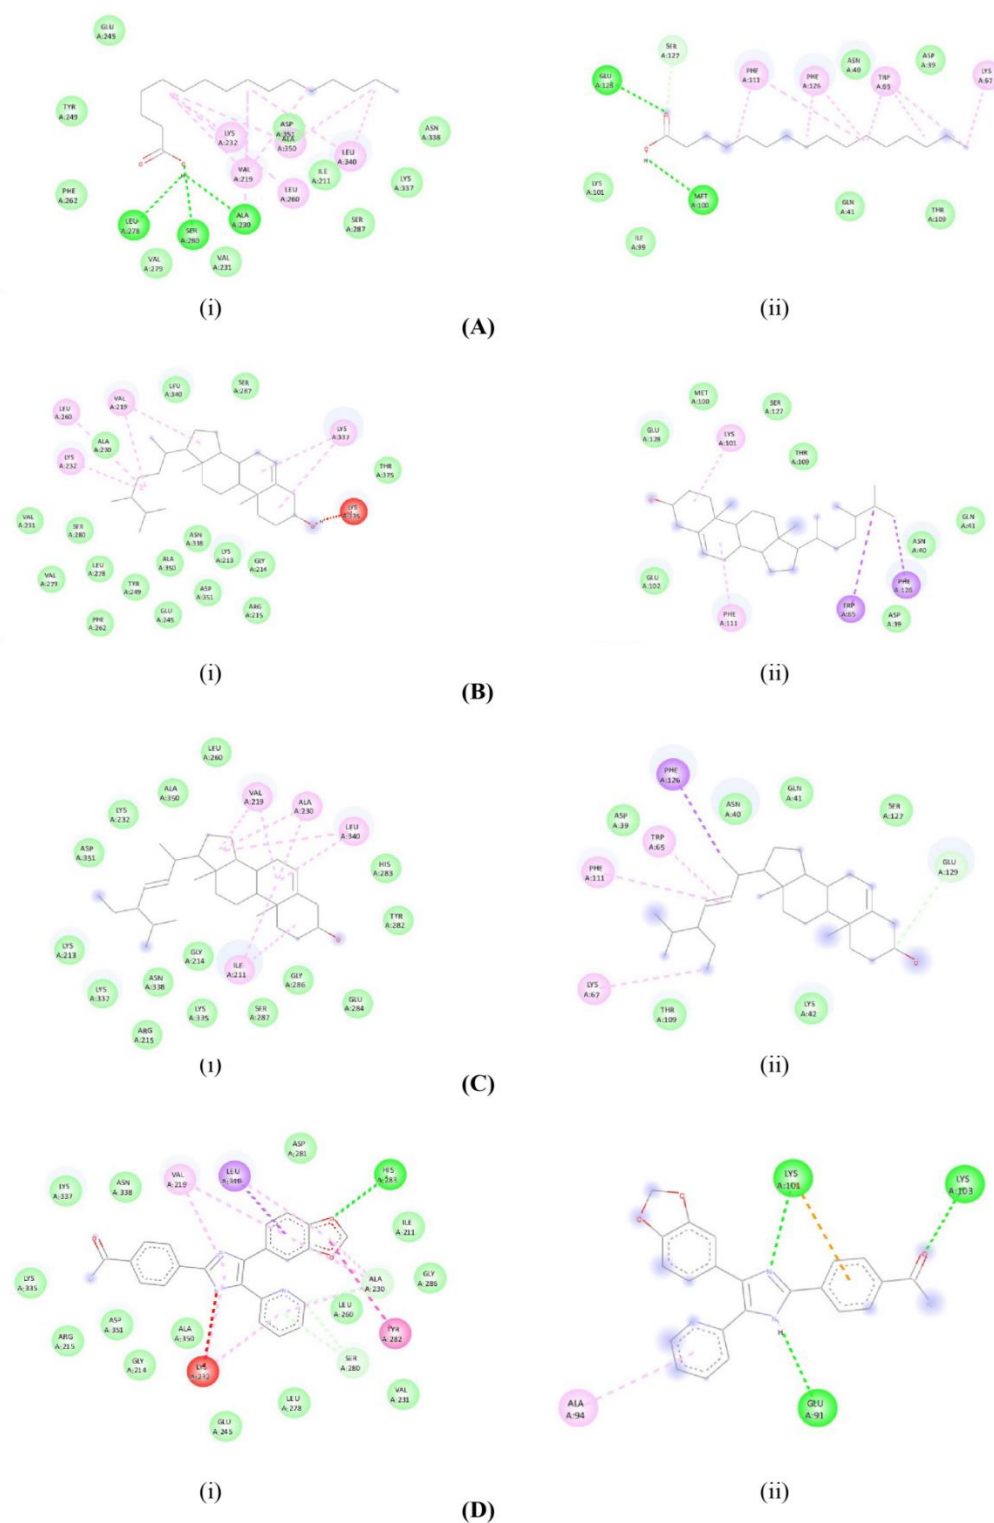 GLU
A:245
TYR
A:249
PHE
A:262
LYS
A:232
ASP
A:351
ALA
A:350
LEU
A:340
VAL
A:219
ILE
A:211
LEU
A:260
ASN
A:338
LYS
A:337
SER
A:287
LEU
A:278
SER
A:280
ALA
A:230
VAL
A:279
VAL
A:231
(i)
SER
A:127
GLU
A:128
PHE
A:111
PHE
A:126
ASN
A:40
TRP
A:65
ASP
A:39
LYS
A:67
LYS
A:101
ILE
A:99
MET
A:100
GLN
A:41
THR
A:109
O
H
(ii)
(A)
LEU
A:260
VAL
A:219
LEU
A:340
SER
A:287
ALA
A:230
LYS
A:232
LYS
A:337
THR
A:375
VAL
A:231
SER
A:280
ASN
A:338
LYS
A:213
GLY
A:214
VAL
A:279
LEU
A:278
TYR
A:249
ALA
A:350
ASP
A:351
ARG
A:215
PHE
A:262
GLU
A:245
(i)
MET
A:100
SER
A:127
GLU
A:128
LYS
A:101
THR
A:109
GLN
A:41
ASN
A:40
GLU
A:102
PHE
A:126
PHE
A:111
TRP
A:65
ASP
A:39
(ii)
(B)
LEU
A:260
ALA
A:350
VAL
A:219
ALA
A:230
LYS
A:232
LEU
A:340
ASP
A:351
HIS
A:283
TYR
A:282
LYS
A:213
GLY
A:214
ILE
A:211
GLY
A:286
ASN
A:338
LYS
A:337
LYS
A:335
SER
A:287
GLU
A:284
ARG
A:215
(i)
PHE
A:126
GLN
A:41
ASN
A:40
SER
A:127
ASP
A:39
TRP
A:65
PHE
A:111
GLU
A:129
LYS
A:67
THR
A:109
LYS
A:42
(ii)
(C)
ASP
A:281
VAL
A:219
LEU
A:340
HIS
A:283
LYS
A:337
ASN
A:338
ILE
A:211
ALA
A:230
GLY
A:286
LYS
A:335
LEU
A:260
ASP
A:351
ALA
A:350
TYR
A:282
ARG
A:215
GLY
A:214
LYS
A:232
SER
A:280
VAL
A:231
LEU
A:278
GLU
A:245
(i)
LYS
A:101
LYS
A:103
ALA
A:94
GLU
A:91
O
N
H
(ii)
(D)